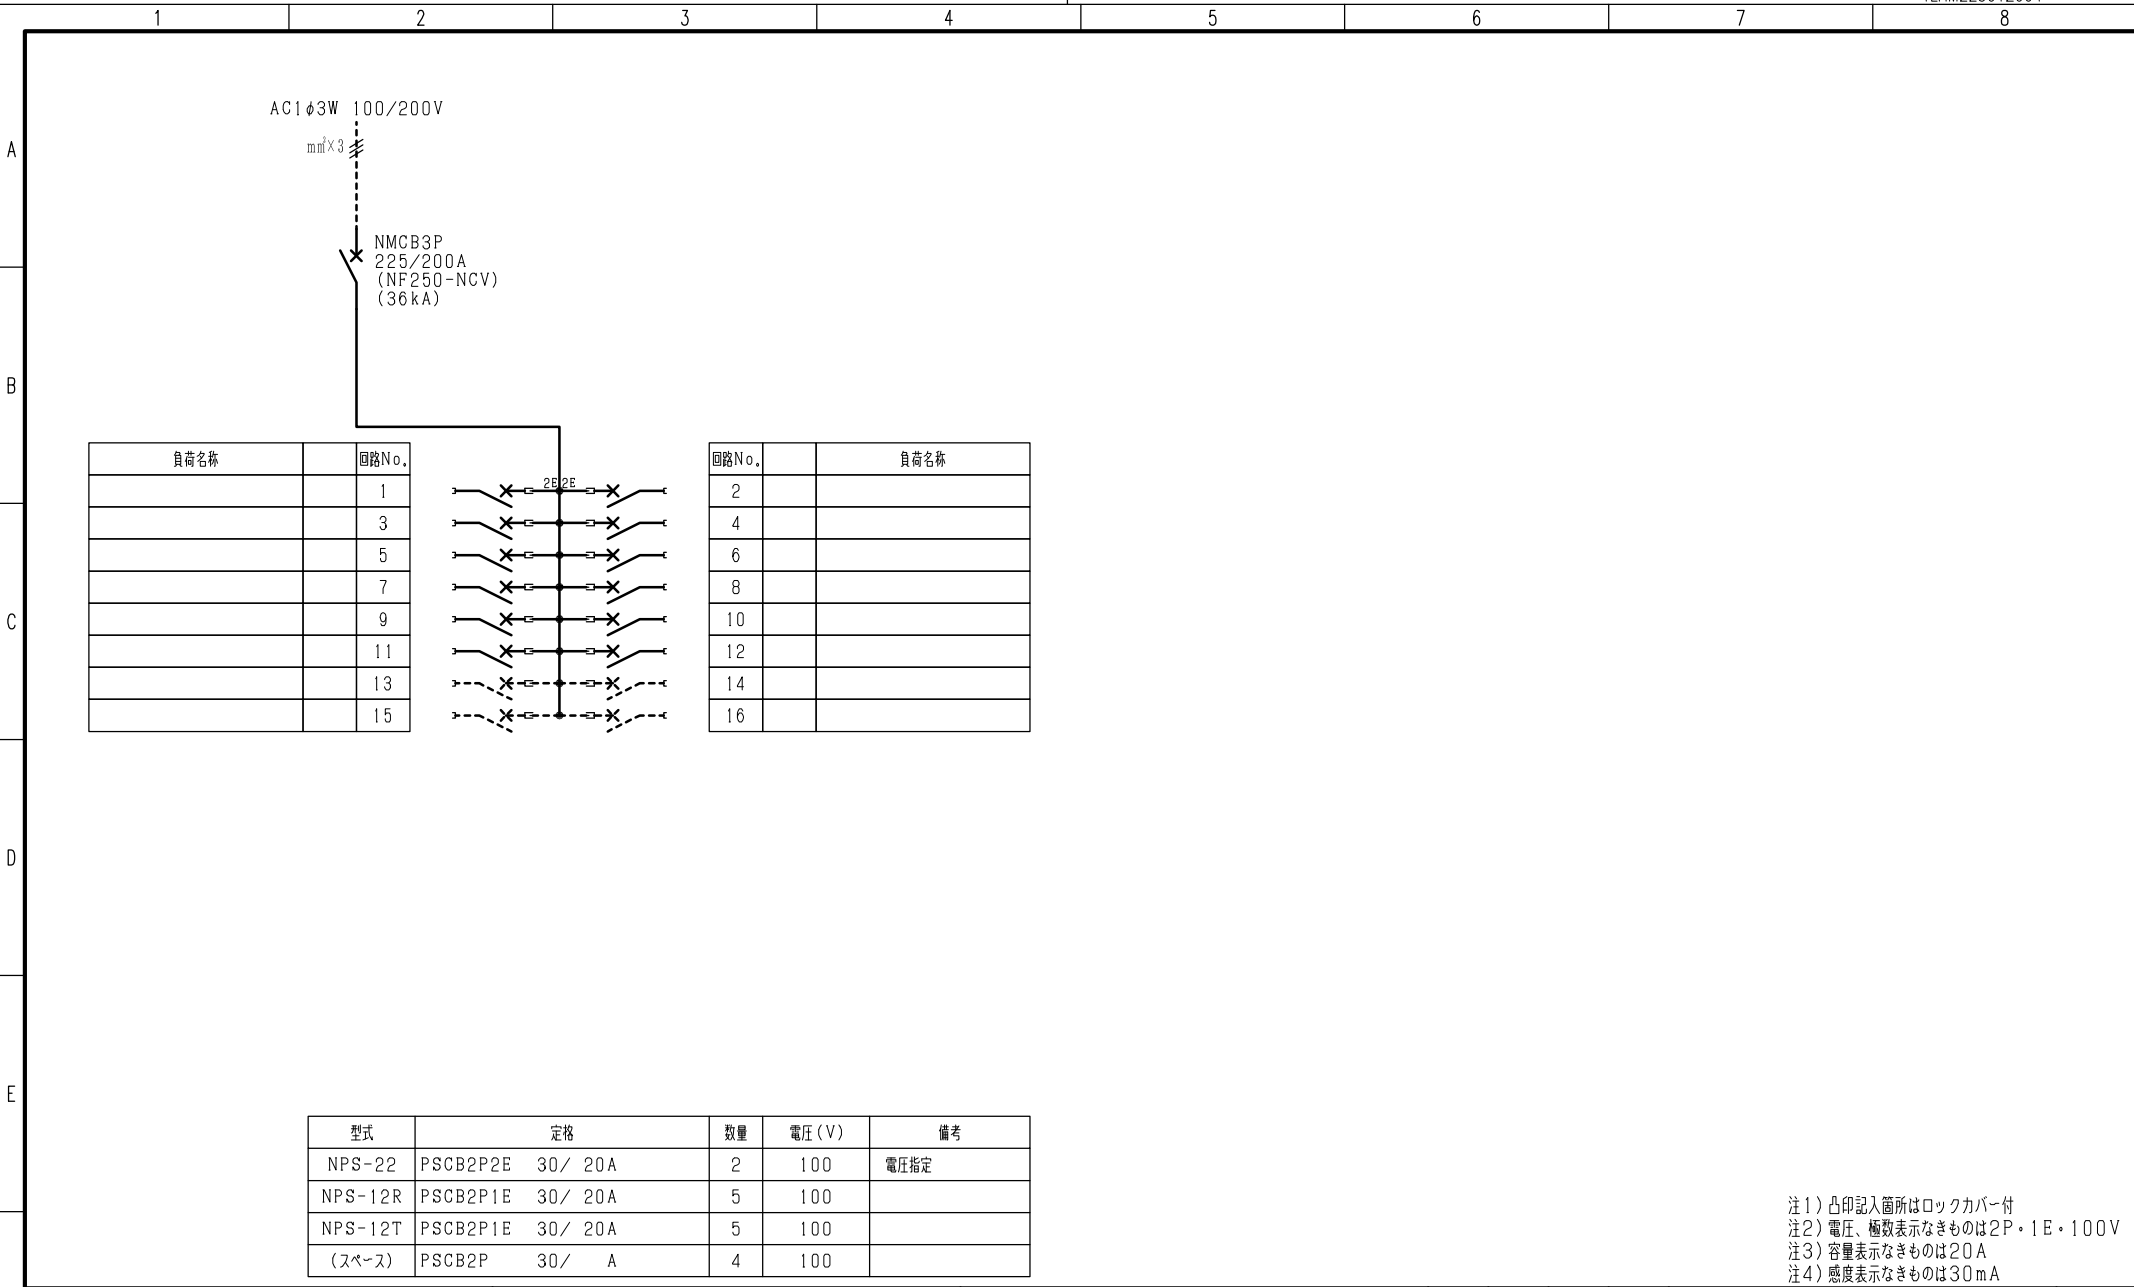 1 2 3 4 5 6 7 8
A
B
C
D
E
AC1φ3W 100/200V
mm²×3
NMCB3P
225/200A
(NF250-NCV)
(36kA)
負荷名称 回路No. 回路No. 負荷名称
2E 2E
1 2
3 4
5 6
7 8
9 10
11 12
13 14
15 16
型式 定格 数量 電圧(V) 備考
NPS-22 PSCB2P2E 30/ 20A 2 100 電圧指定
NPS-12R PSCB2P1E 30/ 20A 5 100
NPS-12T PSCB2P1E 30/ 20A 5 100
(スペース) PSCB2P 30/ A 4 100
注1)凸印記入箇所はロックカバー付
注2)電圧、極数表示なきものは2P・1E・100V
注3)容量表示なきものは20A
注4)感度表示なきものは30mA